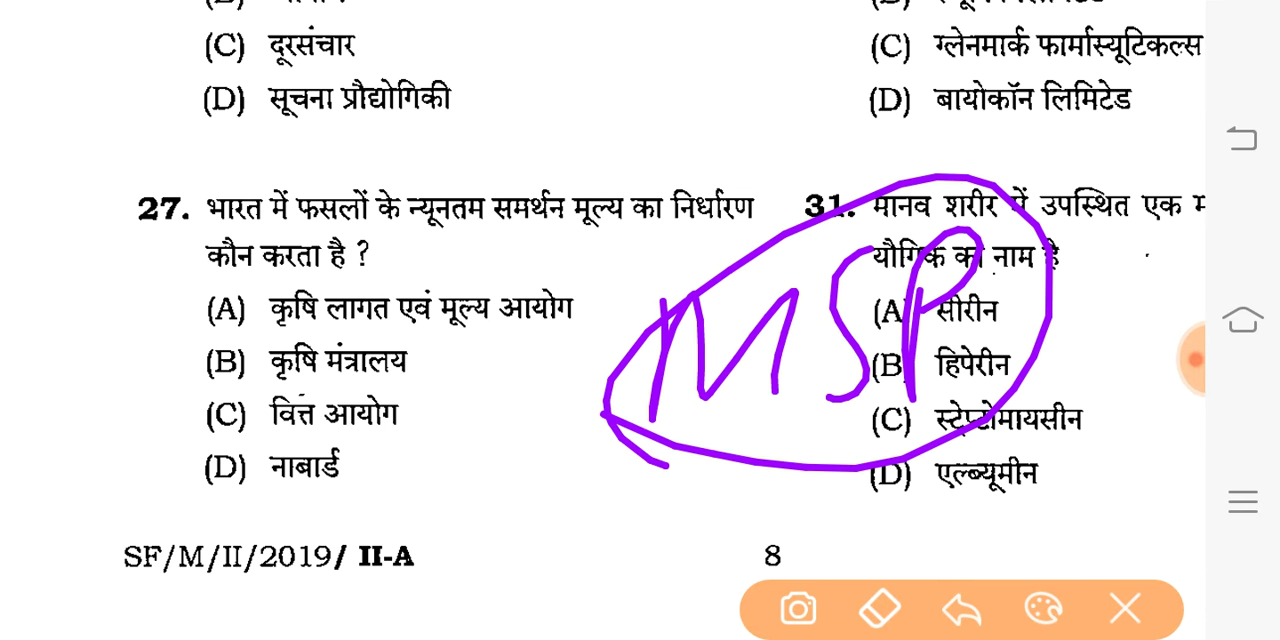 (C) दूरसंचार
(D) सूचना प्रौद्योगिकी
27. भारत में फसलों के न्यूनतम समर्थन मूल्य का निर्धारण
कौन करता है ?
(A) कृषि लागत एवं मूल्य आयोग
(B) कृषि मंत्रालय
(C) वित्त आयोग
(D) नाबार्ड
SF/M/II/2019/ II-A
(C) ग्लेनमार्क फार्मास्यूटिकल्स
(D) बायोकॉन लिमिटेड
31. मानव शरीर में उपस्थित एक
यौगिक का नाम है
(A) सीरीन
(B) हिपेरीन
(C) स्ट्रेप्टोमायसीन
(D) एल्ब्यूमीन
MSP
8